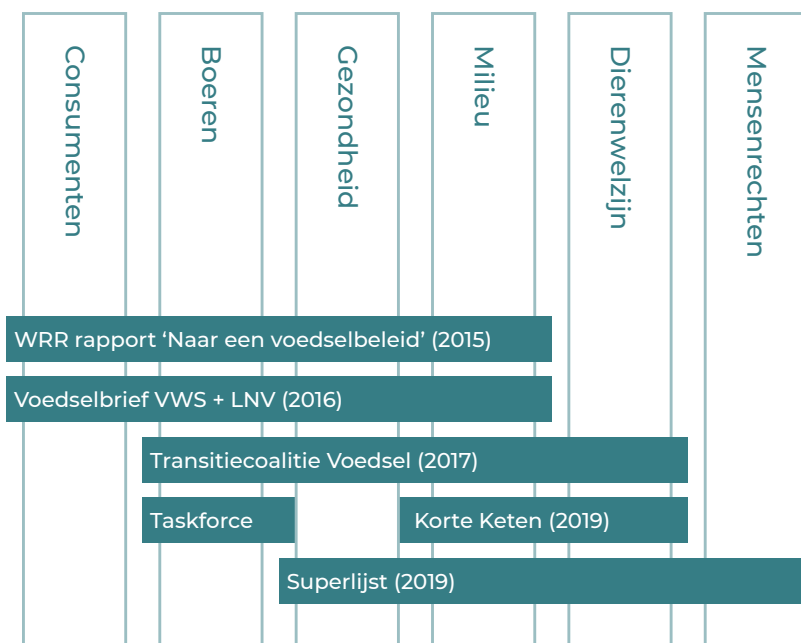 Consumenten
Boeren
Gezondheid
Milieu
Dierenwelzijn
Mensenrechten
WRR rapport ‘Naar een voedselbeleid’ (2015)
Voedselbrief VWS + LNV (2016)
Transitiecoalitie Voedsel (2017)
Taskforce Korte Keten (2019)
Superlijst (2019)